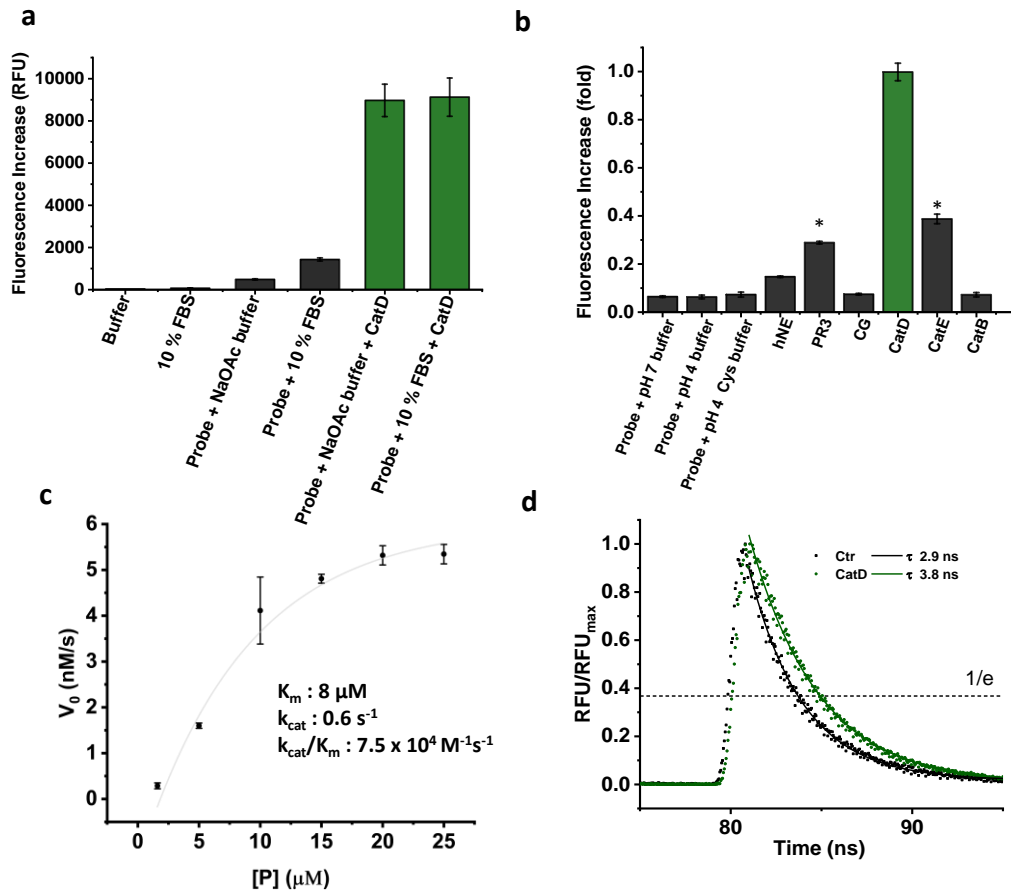 a
Fluorescence Increase (RFU)
10000
8000
6000
4000
2000
0
Buffer
10 % FBS
Probe + NaOAc buffer
Probe + 10 % FBS
Probe + NaOAc buffer + CatD
Probe + 10 % FBS + CatD
b
Fluorescence Increase (fold)
1.0
0.8
0.6
0.4
0.2
0.0
*
*
Probe + pH 7 buffer
Probe + pH 4 buffer
Probe + pH 4 Cys buffer
hNE
PR3
CG
CatD
CatE
CatB
c
V₀ (nM/s)
6
5
4
3
2
1
0
Kₘ : 8 µM
k_cat : 0.6 s⁻¹
k_cat/Kₘ : 7.5 x 10⁴ M⁻¹s⁻¹
0 5 10 15 20 25
[P] (µM)
d
RFU/RFU_max
1.0
0.8
0.6
0.4
0.2
0.0
Ctr τ 2.9 ns
CatD τ 3.8 ns
1/e
80 90
Time (ns)